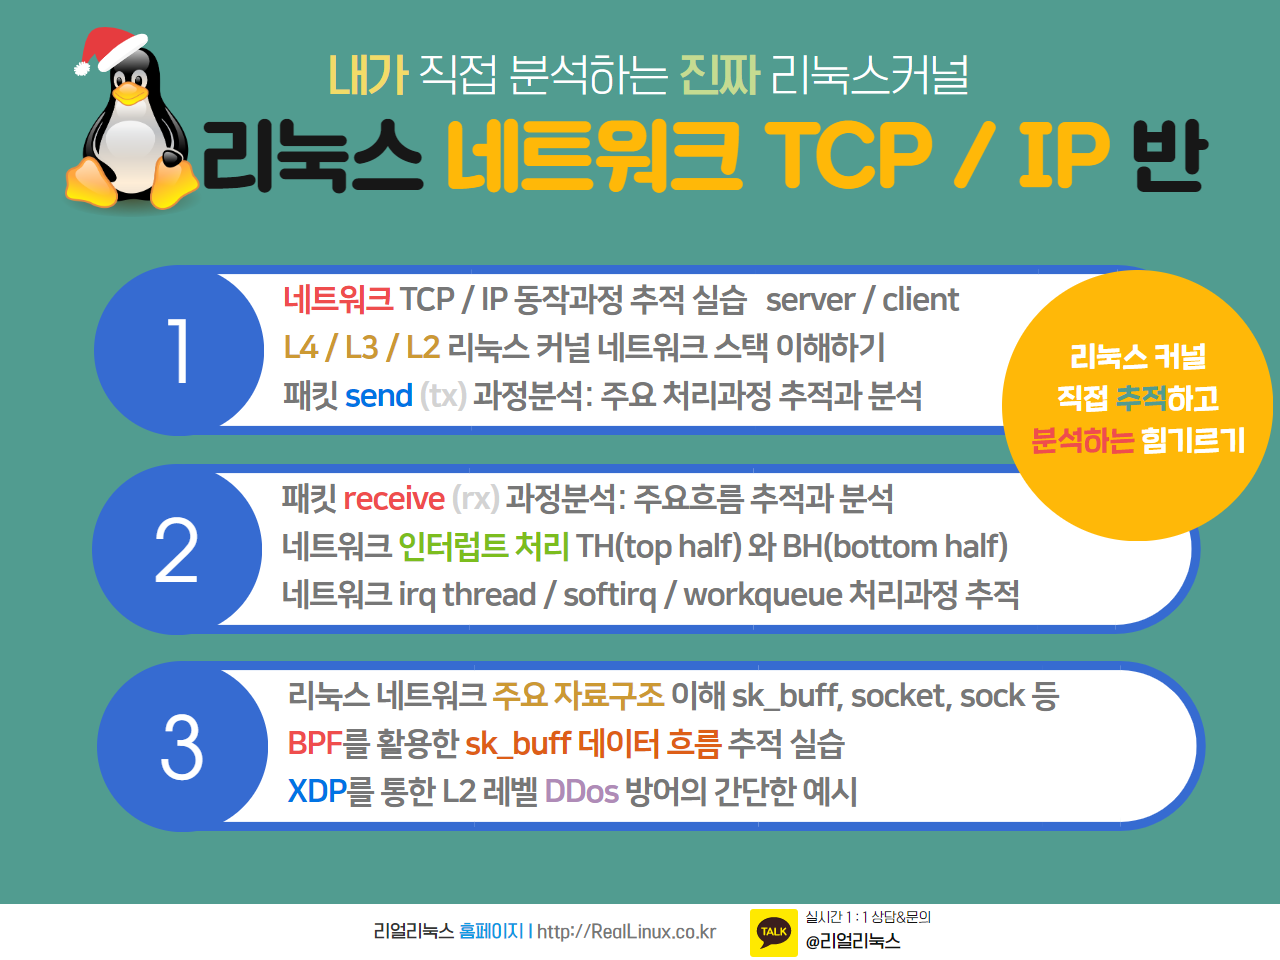 내가 직접 분석하는 진짜 리눅스커널
리눅스 네트워크 TCP / IP 반
1
네트워크 TCP / IP 동작과정 추적 실습 server / client
L4 / L3 / L2 리눅스 커널 네트워크 스택 이해하기
패킷 send (tx) 과정분석: 주요 처리과정 추적과 분석
리눅스 커널
직접 추적하고
분석하는 힘기르기
2
패킷 receive (rx) 과정분석: 주요흐름 추적과 분석
네트워크 인터럽트 처리 TH(top half) 와 BH(bottom half)
네트워크 irq thread / softirq / workqueue 처리과정 추적
3
리눅스 네트워크 주요 자료구조 이해 sk_buff, socket, sock 등
BPF를 활용한 sk_buff 데이터 흐름 추적 실습
XDP를 통한 L2 레벨 DDos 방어의 간단한 예시
리얼리눅스 홈페이지 I http://RealLinux.co.kr
TALK
실시간 1 : 1 상담&문의
@리얼리눅스